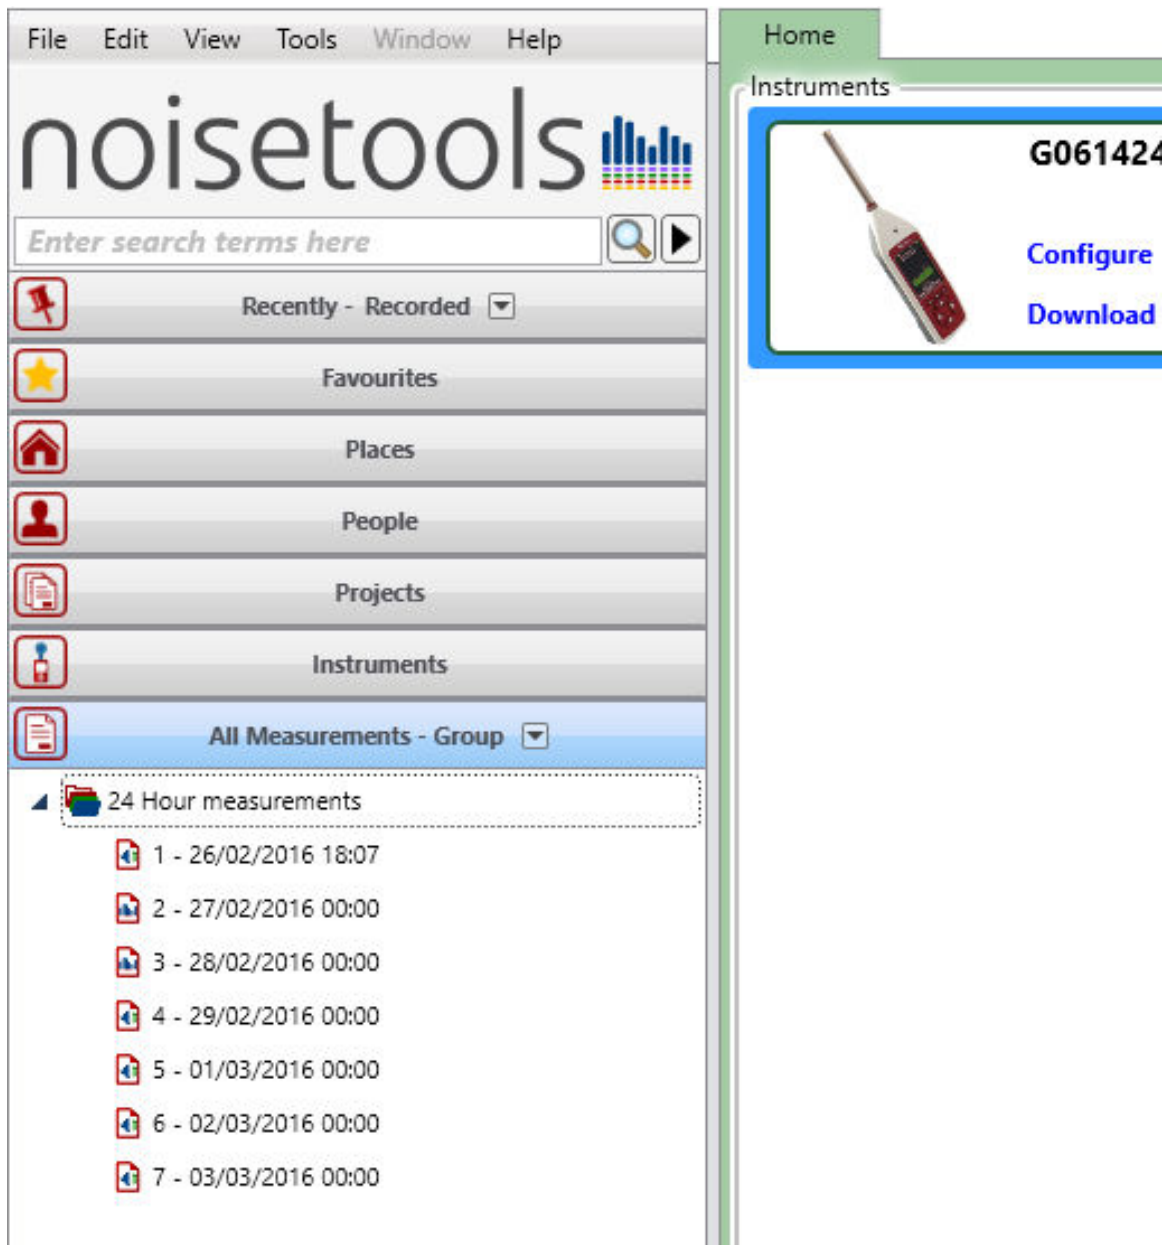 File Edit View Tools Window Help
noisetools
Enter search terms here
Recently - Recorded
Favourites
Places
People
Projects
Instruments
All Measurements - Group
24 Hour measurements
1 - 26/02/2016 18:07
2 - 27/02/2016 00:00
3 - 28/02/2016 00:00
4 - 29/02/2016 00:00
5 - 01/03/2016 00:00
6 - 02/03/2016 00:00
7 - 03/03/2016 00:00
Home
Instruments
G061424
Configure
Download